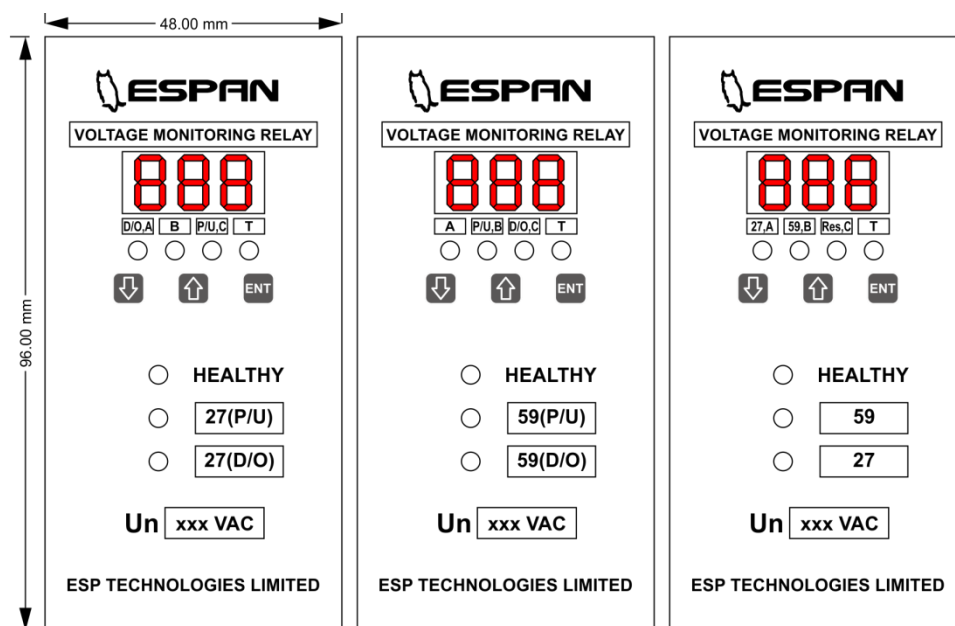 48.00 mm
96.00 mm
ESPAN
VOLTAGE MONITORING RELAY
888
D/O,A B P/U,C T
ENT
HEALTHY
27(P/U)
27(D/O)
Un xxx VAC
ESP TECHNOLOGIES LIMITED
ESPAN
VOLTAGE MONITORING RELAY
888
A P/U,B D/O,C T
ENT
HEALTHY
59(P/U)
59(D/O)
Un xxx VAC
ESP TECHNOLOGIES LIMITED
ESPAN
VOLTAGE MONITORING RELAY
888
27,A 59,B Res,C T
ENT
HEALTHY
59
27
Un xxx VAC
ESP TECHNOLOGIES LIMITED